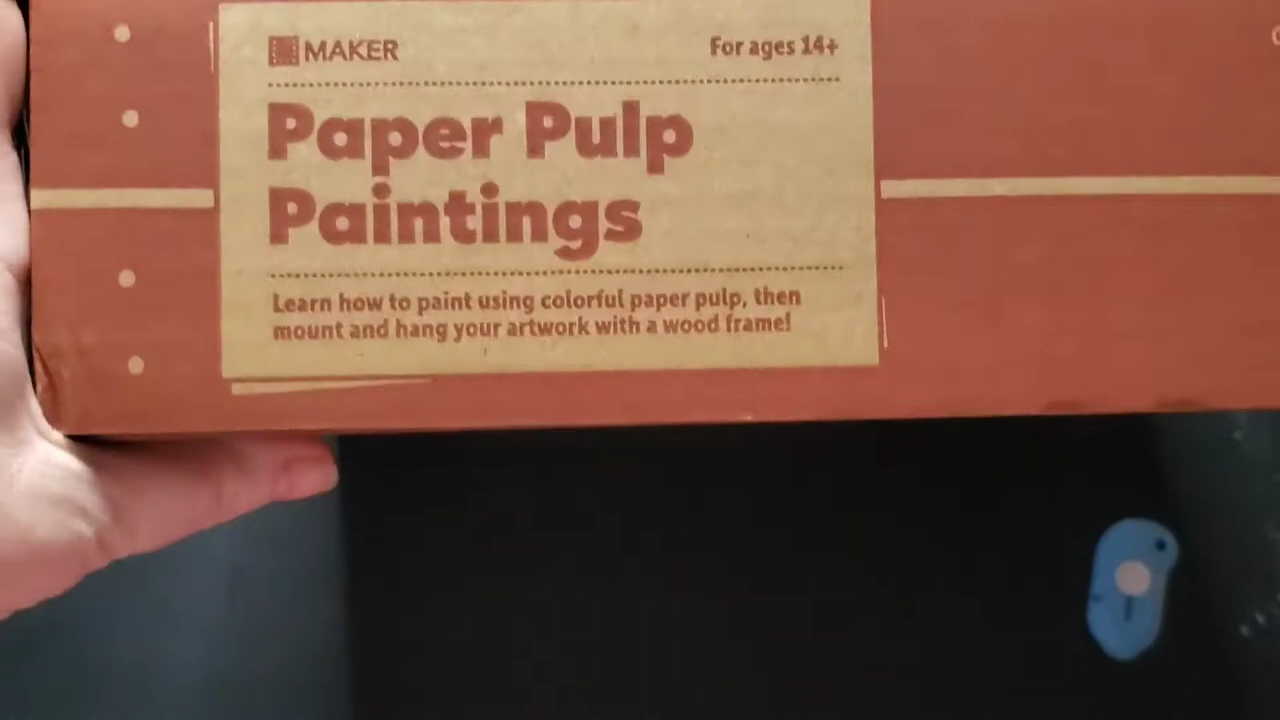 MAKER
For ages 14+
Paper Pulp
Paintings
Learn how to paint using colorful paper pulp, then
mount and hang your artwork with a wood frame!